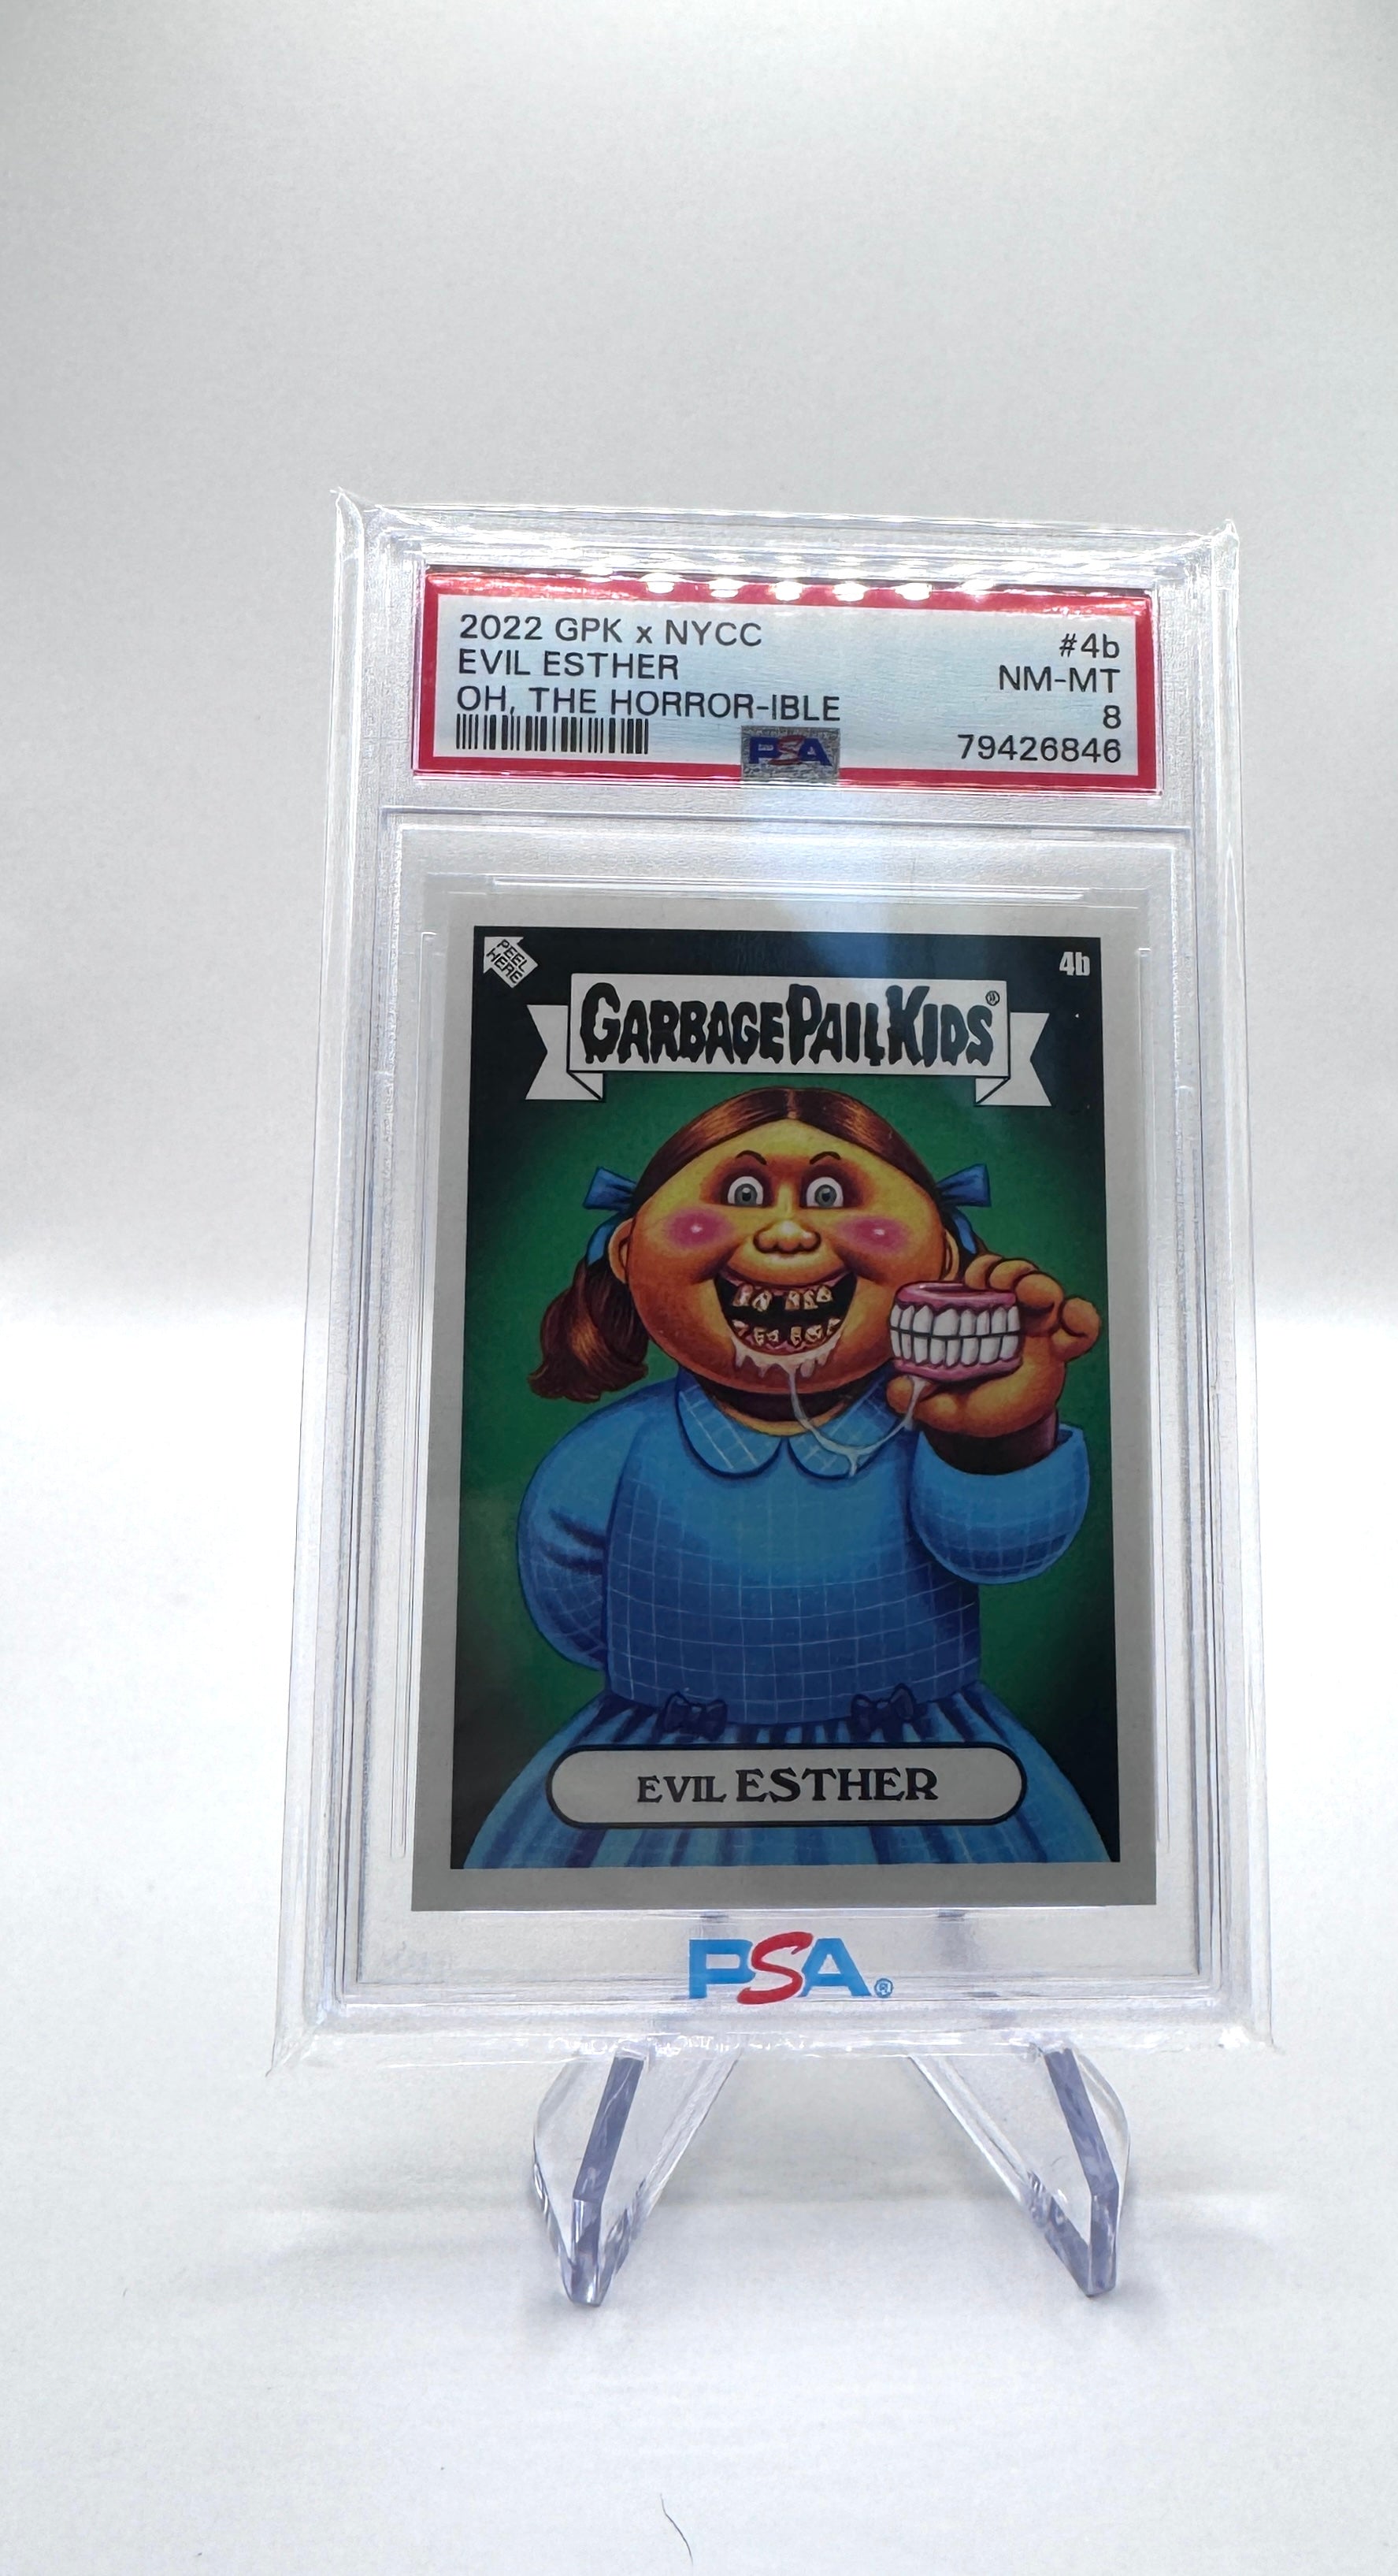 2022 GPK x NYCC #4b
EVIL ESTHER NM-MT
OH, THE HORROR-IBLE 8
PSA 79426846
PEEL HERE
4b
GARBAGE PAIL KIDS®
EVIL ESTHER
PSA®